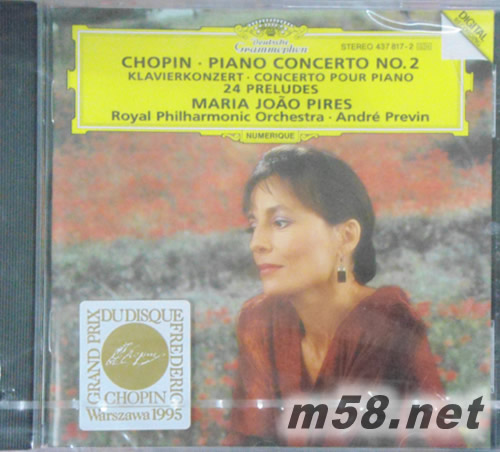 Deutsche
Grammophon
STEREO 437 817-2
DIGITAL
CHOPIN · PIANO CONCERTO NO. 2
KLAVIERKONZERT · CONCERTO POUR PIANO
24 PRELUDES
MARIA JOÃO PIRES
Royal Philharmonic Orchestra · André Previn
NUMERIQUE
GRAND PRIX
DU DISQUE
FREDERIC
CHOPIN
Warszawa 1995
m58.net